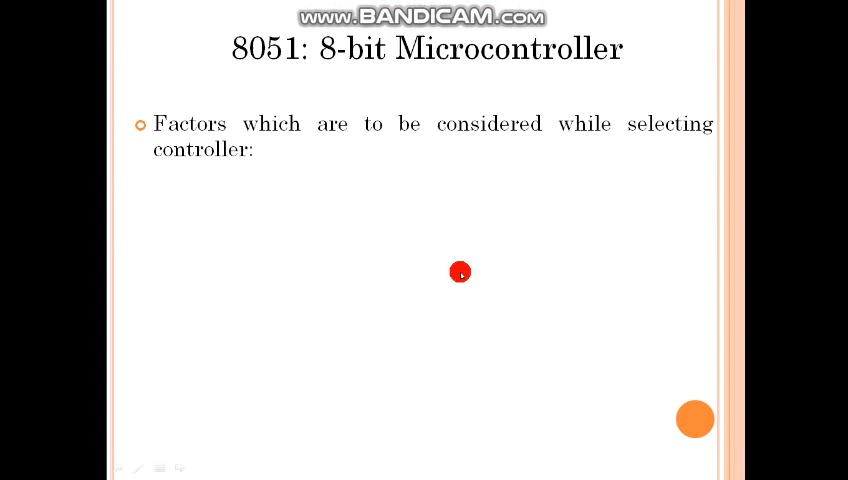 www.BANDICAM.com
8051: 8-bit Microcontroller
Factors which are to be considered while selecting
controller: